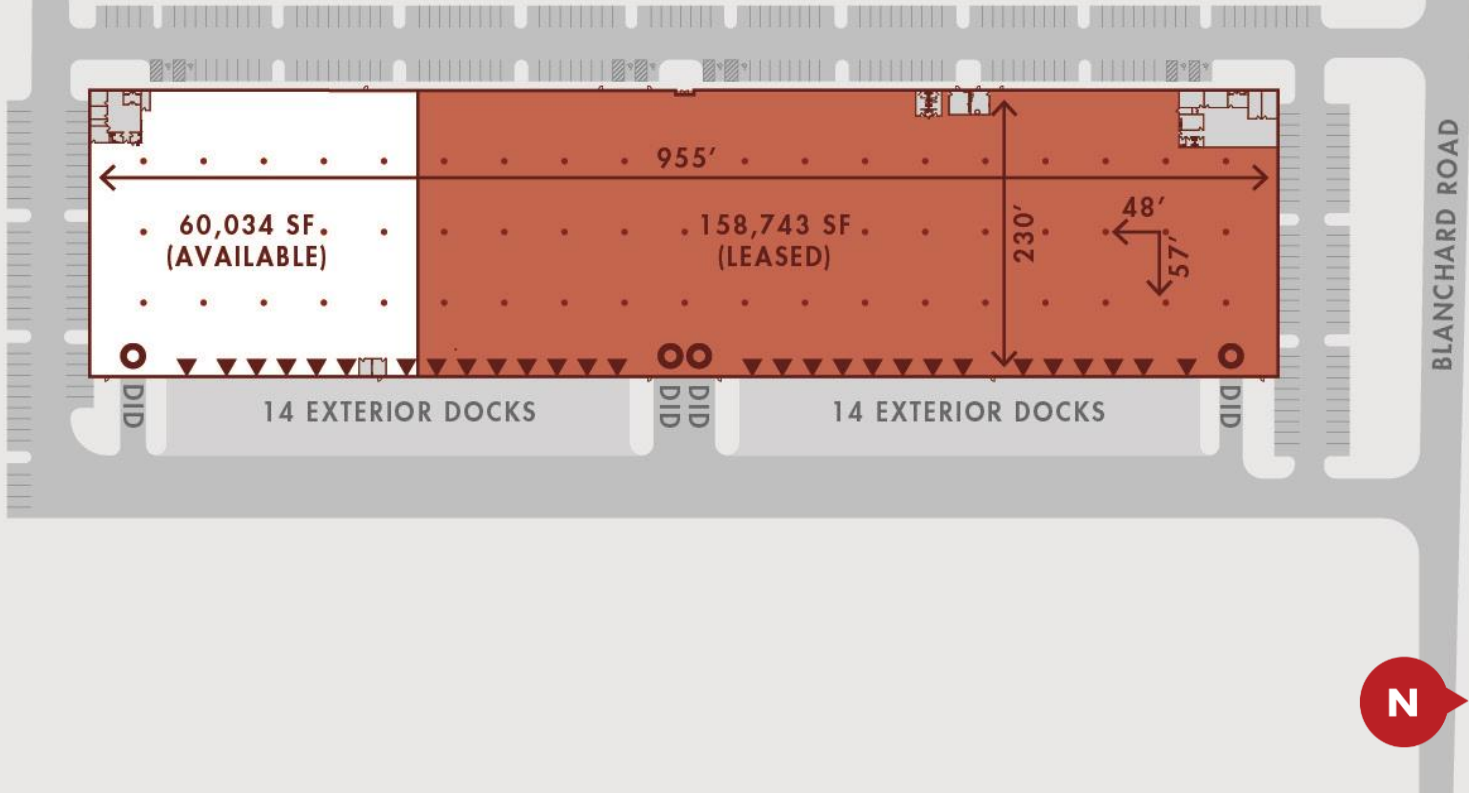 955’
60,034 SF
(AVAILABLE)
158,743 SF
(LEASED)
230’
48’
57’
BLANCHARD ROAD
DID
14 EXTERIOR DOCKS
DID
DID
14 EXTERIOR DOCKS
DID
N